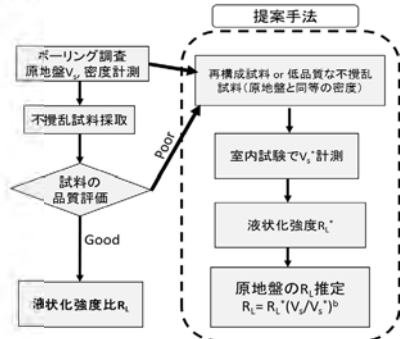 提案手法
ボーリング調査
原地盤Vs, 密度計測
不攪乱試料採取
試料の
品質評価
Poor
Good
液状化強度比RL
再構成試料 or 低品質な不攪乱
試料(原地盤と同等の密度)
室内試験でVs*計測
液状化強度RL*
原地盤のRL推定
RL= RL*(Vs/Vs*)b